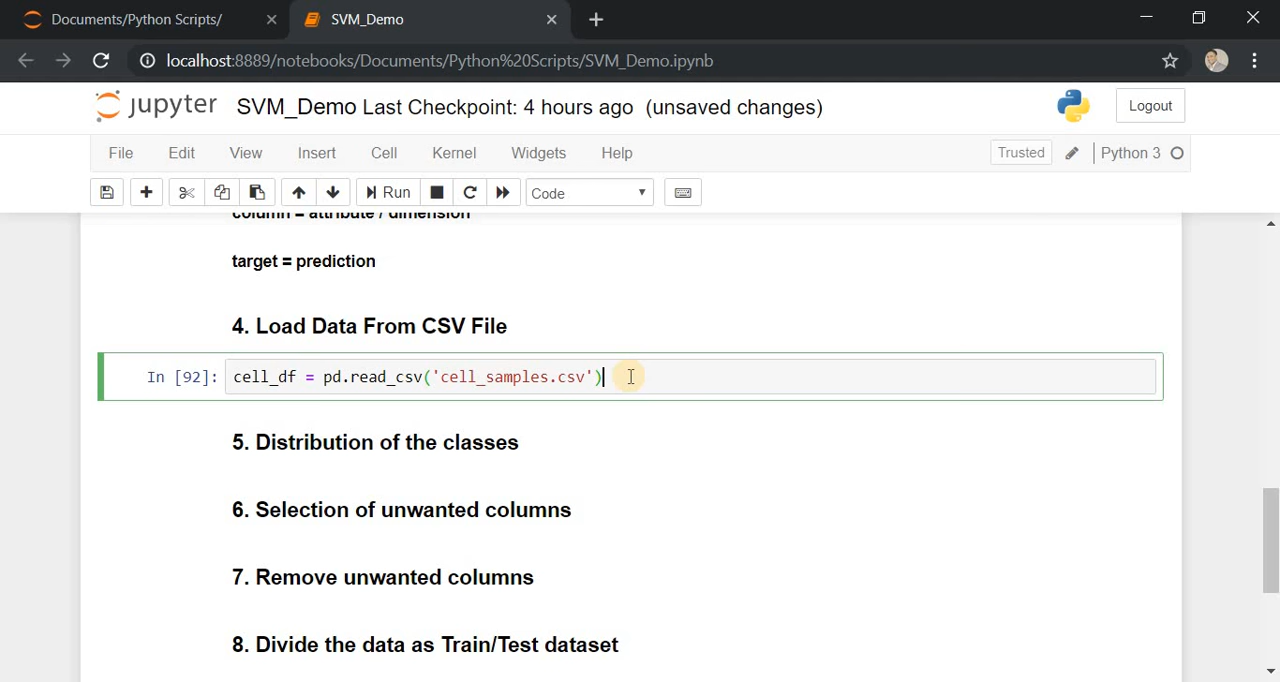 Documents/Python Scripts/
SVM_Demo
localhost:8889/notebooks/Documents/Python%20Scripts/SVM_Demo.ipynb
jupyter SVM_Demo Last Checkpoint: 4 hours ago (unsaved changes)
Logout
File Edit View Insert Cell Kernel Widgets Help
Trusted
Python 3
Run
Code
column = attribute / dimension
target = prediction
4. Load Data From CSV File
In [92]: cell_df = pd.read_csv('cell_samples.csv')
5. Distribution of the classes
6. Selection of unwanted columns
7. Remove unwanted columns
8. Divide the data as Train/Test dataset